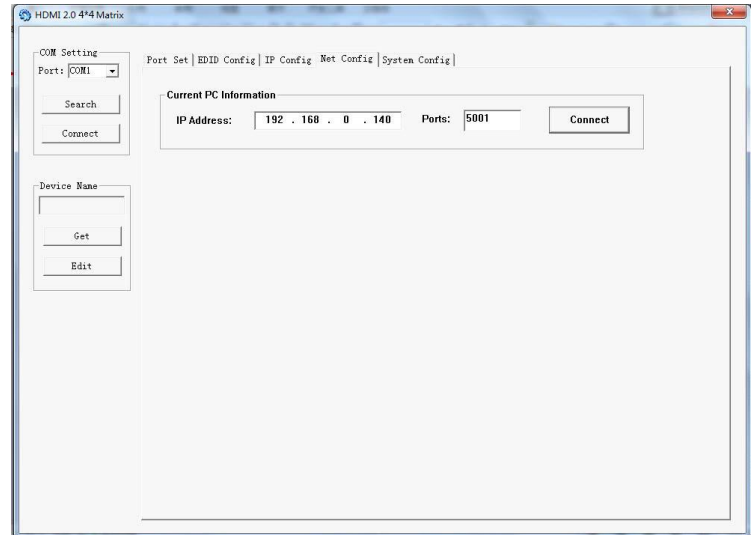 HDMI 2.0 4*4 Matrix
COM Setting
Port: COM1
Search
Connect
Device Name
Get
Edit
Port Set EDID Config IP Config Net Config System Config
Current PC Information
IP Address: 192 . 168 . 0 . 140 Ports: 5001 Connect